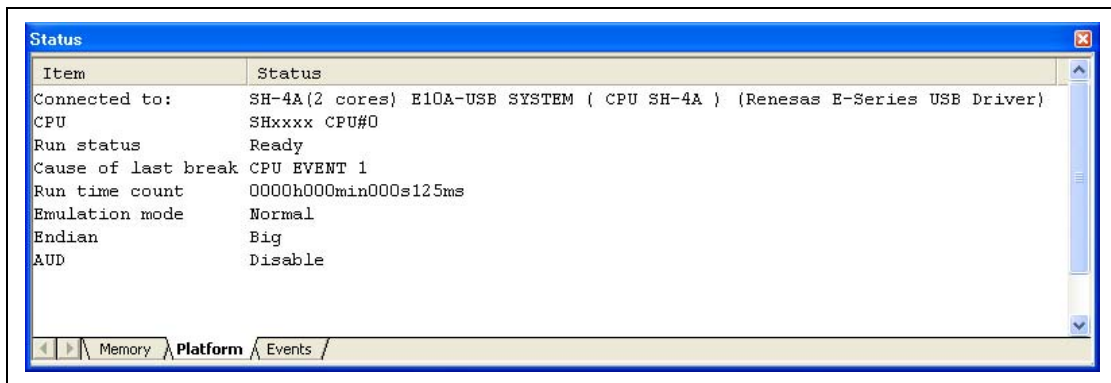 Status
Item Status
Connected to: SH-4A(2 cores) E10A-USB SYSTEM ( CPU SH-4A ) (Renesas E-Series USB Driver)
CPU SHxxxx CPU#0
Run status Ready
Cause of last break CPU EVENT 1
Run time count 0000h000min000s125ms
Emulation mode Normal
Endian Big
AUD Disable
Memory Platform Events